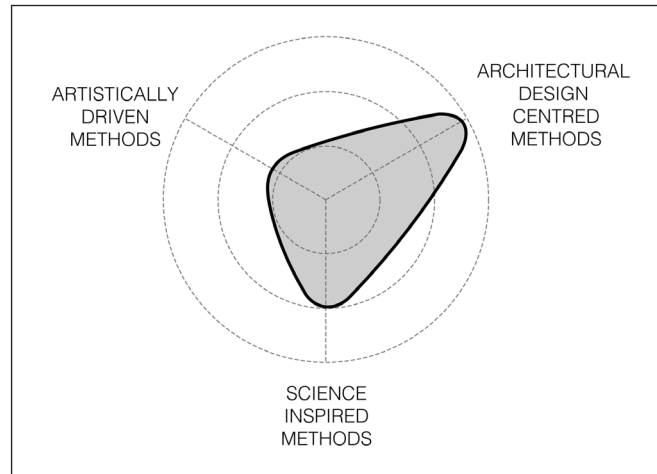 ARTISTICALLY
DRIVEN
METHODS
ARCHITECTURAL
DESIGN
CENTRED
METHODS
SCIENCE
INSPIRED
METHODS